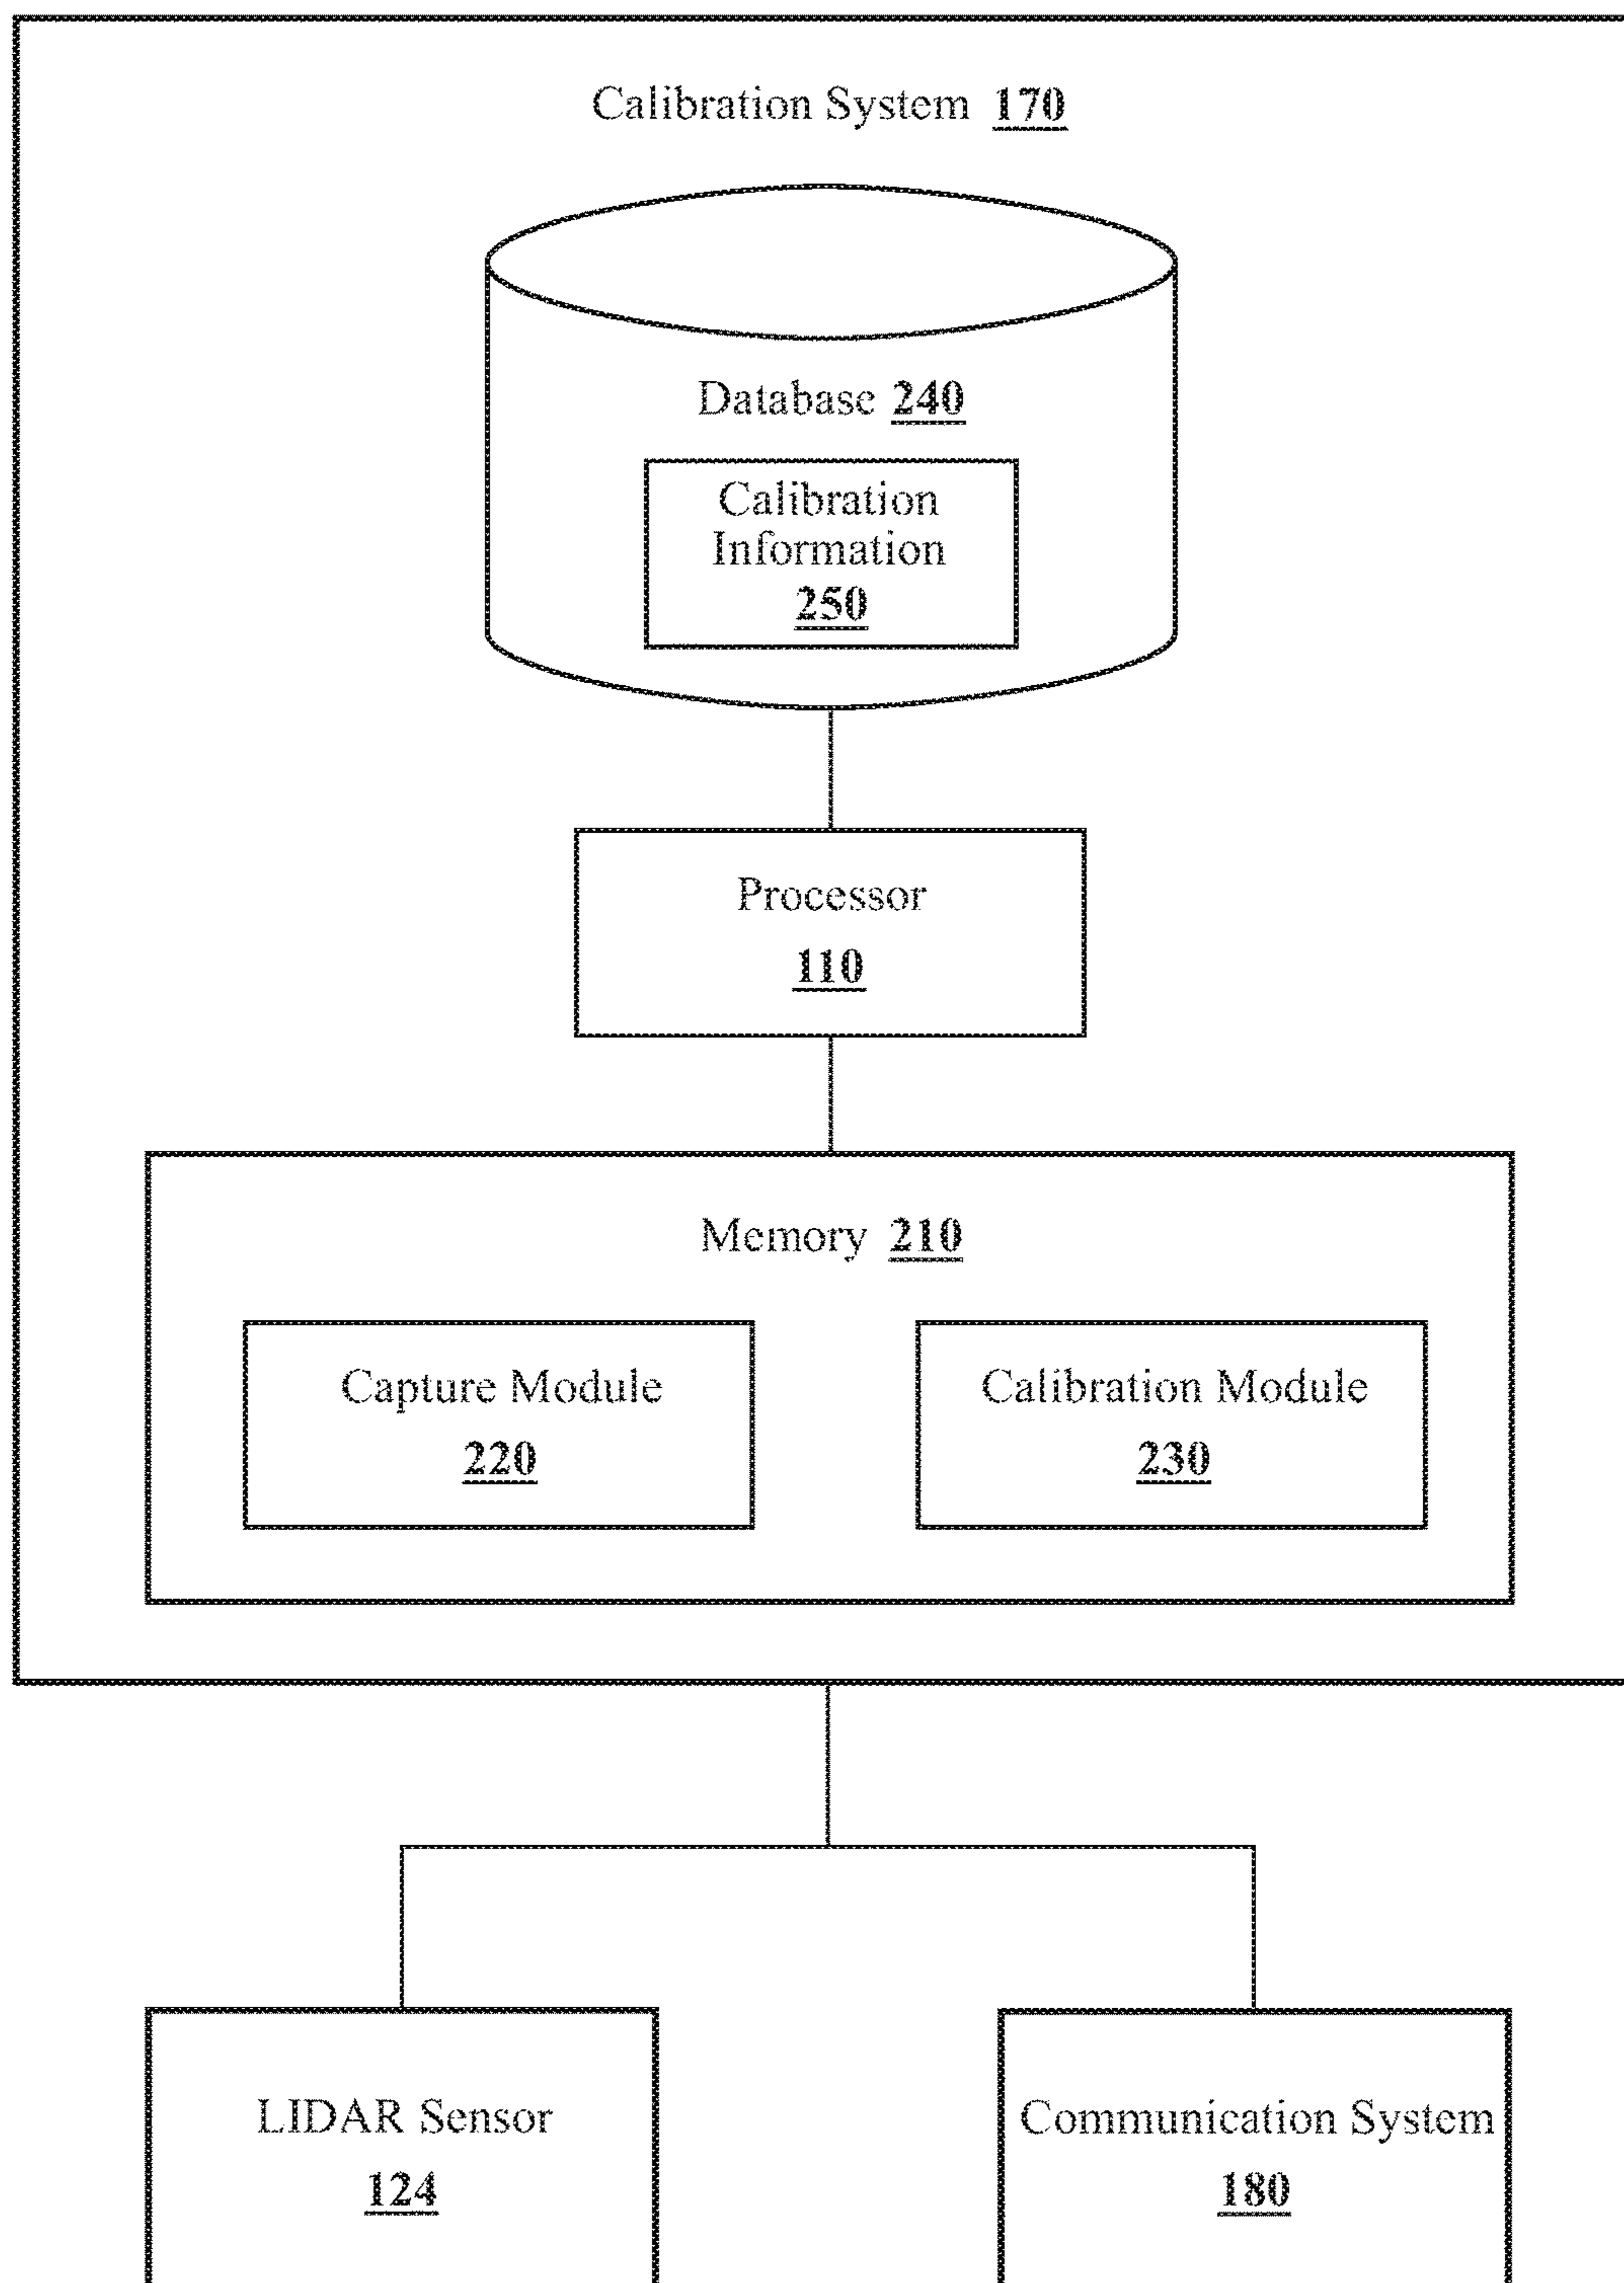 Calibration System 170
Database 240
Calibration
Information
250
Processor
110
Memory 210
Capture Module
220
Calibration Module
230
LIDAR Sensor
124
Communication System
180